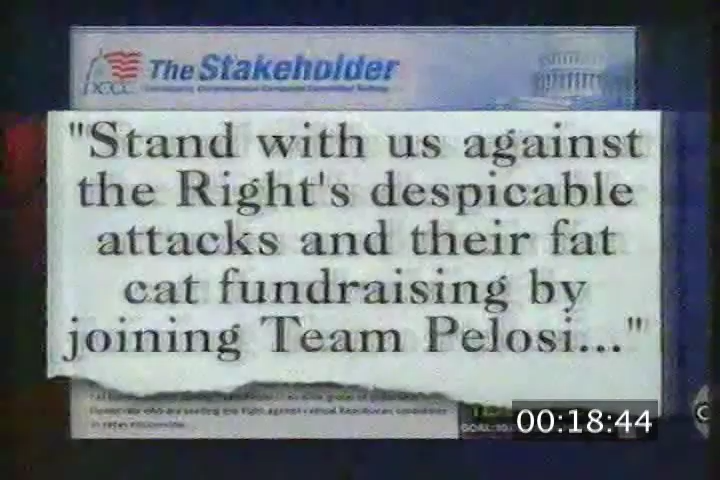 The Stakeholder
DCCC
"Stand with us against
the Right's despicable
attacks and their fat
cat fundraising by
joining Team Pelosi..."
00:18:44